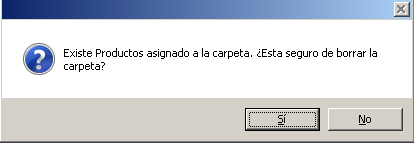 Existe Productos asignado a la carpeta. ¿Esta seguro de borrar la
carpeta?
Sí
No